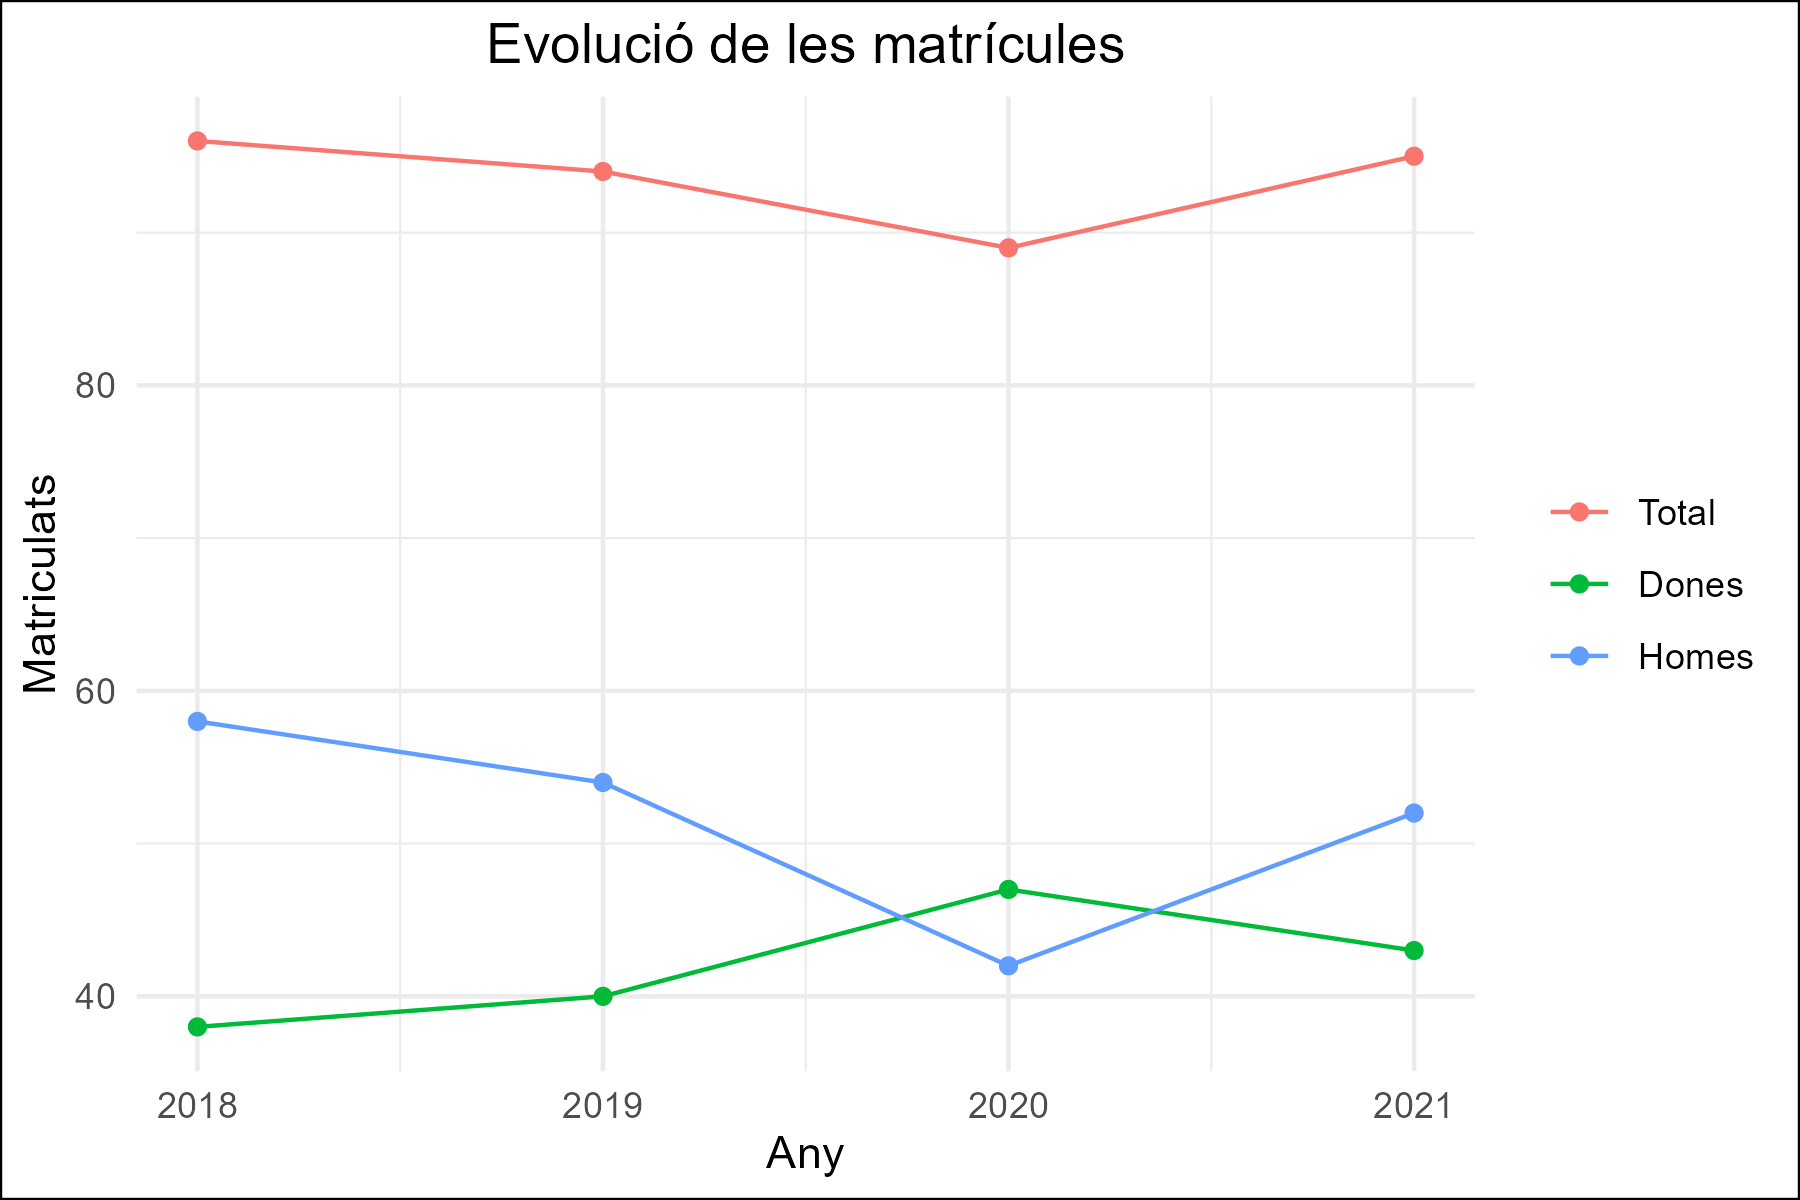 Evolució de les matrícules
Matriculats
80
60
40
2018
2019
2020
2021
Any
Total
Dones
Homes